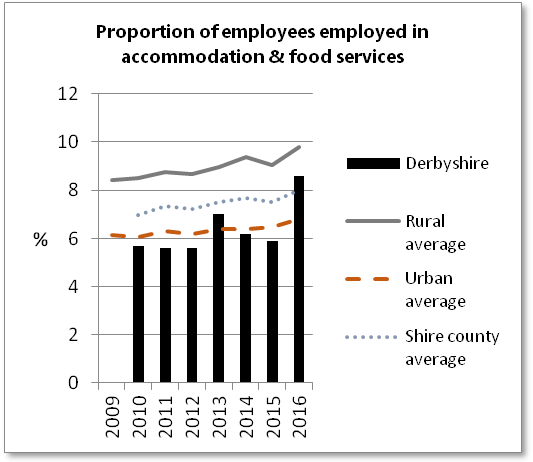 Proportion of employees employed in
accommodation & food services
12
10
8
6
4
2
0
%
2009
2010
2011
2012
2013
2014
2015
2016
Derbyshire
Rural
average
Urban
average
Shire county
average